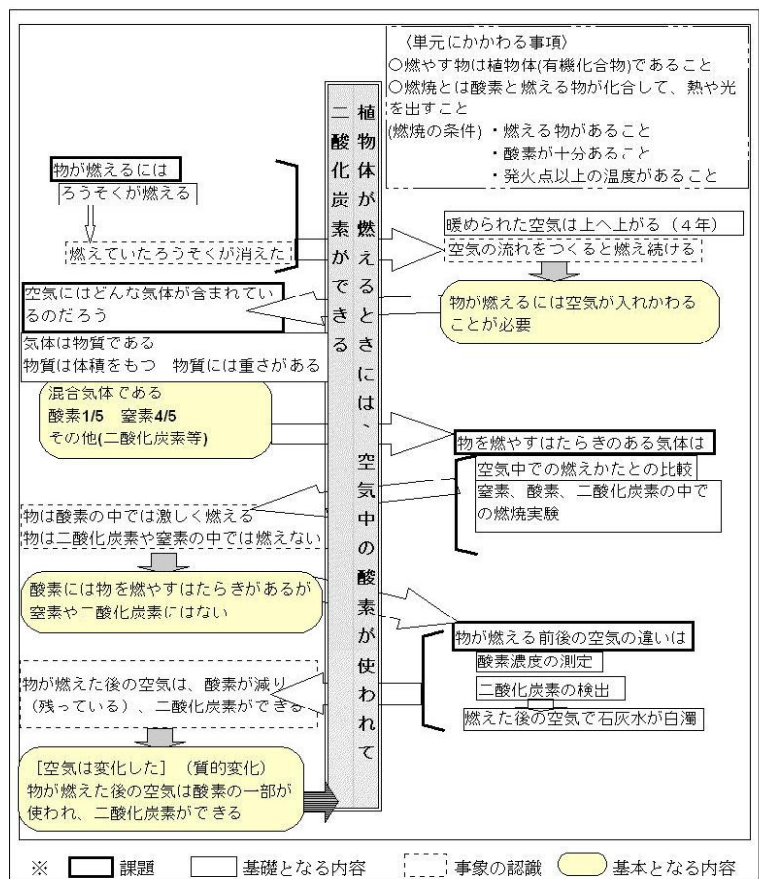 〈単元にかかわる事項〉
○燃やす物は植物体(有機化合物)であること
○燃焼とは酸素と燃える物が化合して、熱や光
を出すこと
(燃焼の条件) ・燃える物があること
・酸素が十分あること
・発火点以上の温度があること
植物体が燃えるときには、空気中の酸素が使われて
二酸化炭素ができる
物が燃えるには
ろうそくが燃える
燃えていたろうそくが消えた
暖められた空気は上へ上がる（４年）
空気の流れをつくると燃え続ける
物が燃えるには空気が入れかわる
ことが必要
空気にはどんな気体が含まれてい
るのだろう
気体は物質である
物質は体積をもつ 物質には重さがある
混合気体である
酸素1/5 窒素4/5
その他(二酸化炭素等)
物を燃やすはたらきのある気体は
空気中での燃えかたとの比較
窒素、酸素、二酸化炭素の中で
の燃焼実験
物は酸素の中では激しく燃える
物は二酸化炭素や窒素の中では燃えない
酸素には物を燃やすはたらきがあるが
窒素や二酸化炭素にはない
物が燃える前後の空気の違いは
酸素濃度の測定
二酸化炭素の検出
燃えた後の空気で石灰水が白濁
物が燃えた後の空気は、酸素が減り
（残っている）、二酸化炭素ができる
［空気は変化した］（質的変化）
物が燃えた後の空気は酸素の一部が
使われ、二酸化炭素ができる
※ 課題 基礎となる内容 事象の認識 基本となる内容